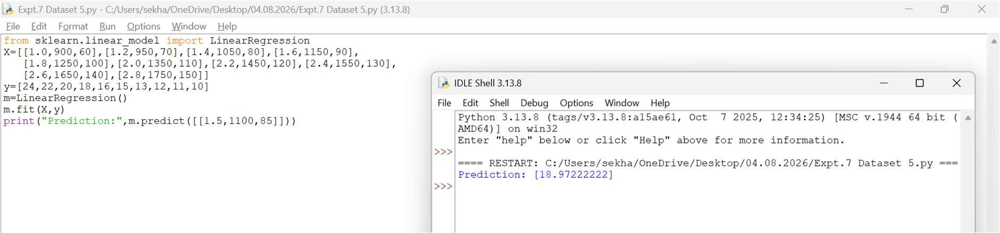 Expt.7 Dataset 5.py - C:/Users/sekha/OneDrive/Desktop/04.08.2026/Expt.7 Dataset 5.py (3.13.8)
File Edit Format Run Options Window Help
from sklearn.linear_model import LinearRegression
X=[[1.0,900,60],[1.2,950,70],[1.4,1050,80],[1.6,1150,90],
   [1.8,1250,100],[2.0,1350,110],[2.2,1450,120],[2.4,1550,130],
   [2.6,1650,140],[2.8,1750,150]]
y=[24,22,20,18,16,15,13,12,11,10]
m=LinearRegression()
m.fit(X,y)
print("Prediction:",m.predict([[1.5,1100,85]]))
IDLE Shell 3.13.8
File Edit Shell Debug Options Window Help
Python 3.13.8 (tags/v3.13.8:a15ae61, Oct  7 2025, 12:34:25) [MSC v.1944 64 bit (
AMD64)] on win32
Enter "help" below or click "Help" above for more information.
>>>
==== RESTART: C:/Users/sekha/OneDrive/Desktop/04.08.2026/Expt.7 Dataset 5.py ===
Prediction: [18.97222222]
>>>